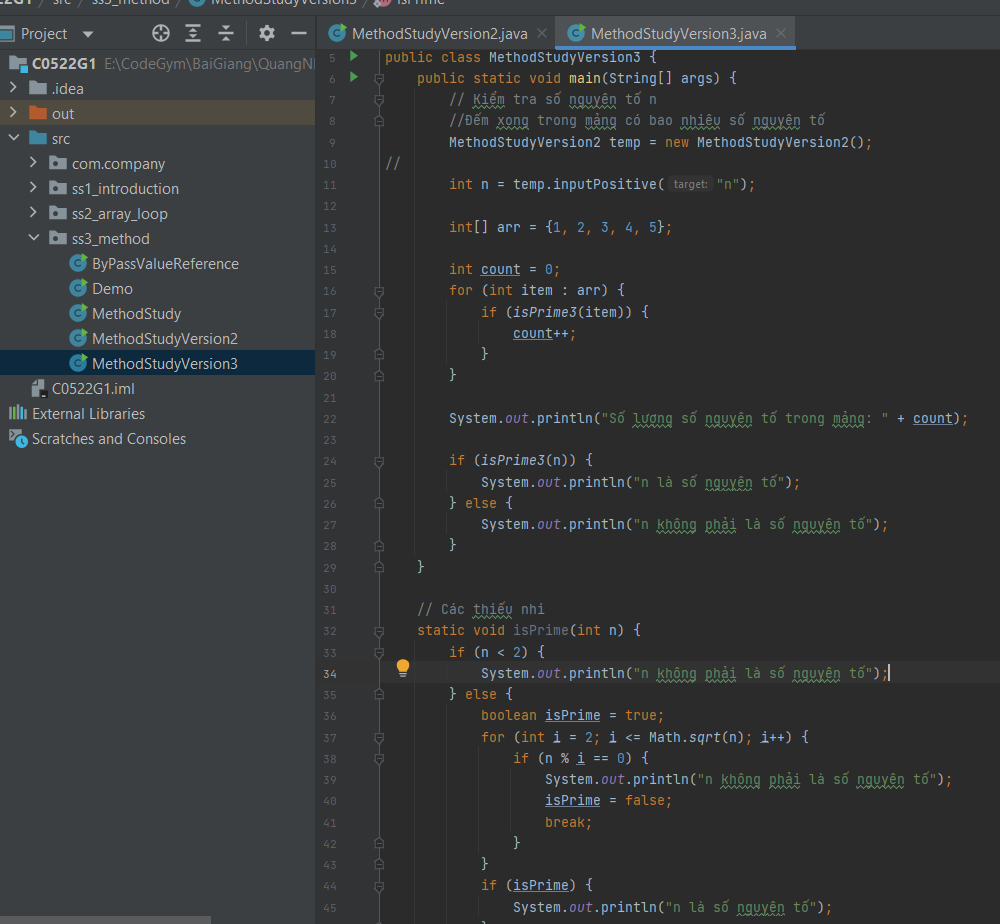 Project
MethodStudyVersion2.java
MethodStudyVersion3.java
C0522G1 E:\CodeGym\BaiGiang\QuangNI
.idea
out
src
com.company
ss1_introduction
ss2_array_loop
ss3_method
ByPassValueReference
Demo
MethodStudy
MethodStudyVersion2
MethodStudyVersion3
C0522G1.iml
External Libraries
Scratches and Consoles
5 public class MethodStudyVersion3 {
6 public static void main(String[] args) {
7 // Kiểm tra số nguyên tố n
8 //Đếm xong trong mảng có bao nhiêu số nguyên tố
9 MethodStudyVersion2 temp = new MethodStudyVersion2();
10 //
11 int n = temp.inputPositive( target: "n");
12
13 int[] arr = {1, 2, 3, 4, 5};
14
15 int count = 0;
16 for (int item : arr) {
17 if (isPrime3(item)) {
18 count++;
19 }
20 }
21
22 System.out.println("Số lượng số nguyên tố trong mảng: " + count);
23
24 if (isPrime3(n)) {
25 System.out.println("n là số nguyên tố");
26 } else {
27 System.out.println("n không phải là số nguyên tố");
28 }
29 }
30
31 // Các thiếu nhi
32 static void isPrime(int n) {
33 if (n < 2) {
34 System.out.println("n không phải là số nguyên tố");
35 } else {
36 boolean isPrime = true;
37 for (int i = 2; i <= Math.sqrt(n); i++) {
38 if (n % i == 0) {
39 System.out.println("n không phải là số nguyên tố");
40 isPrime = false;
41 break;
42 }
43 }
44 if (isPrime) {
45 System.out.println("n là số nguyên tố");